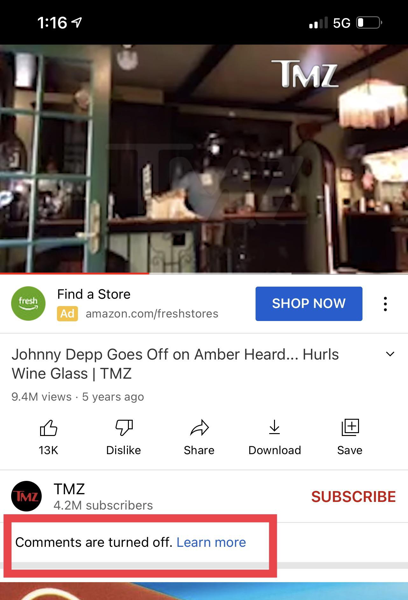 1:16
5G
TMZ
TMZ
fresh
Find a Store
Ad amazon.com/freshstores
SHOP NOW
Johnny Depp Goes Off on Amber Heard... Hurls
Wine Glass | TMZ
9.4M views · 5 years ago
13K
Dislike
Share
Download
Save
TMZ
TMZ
4.2M subscribers
SUBSCRIBE
Comments are turned off. Learn more